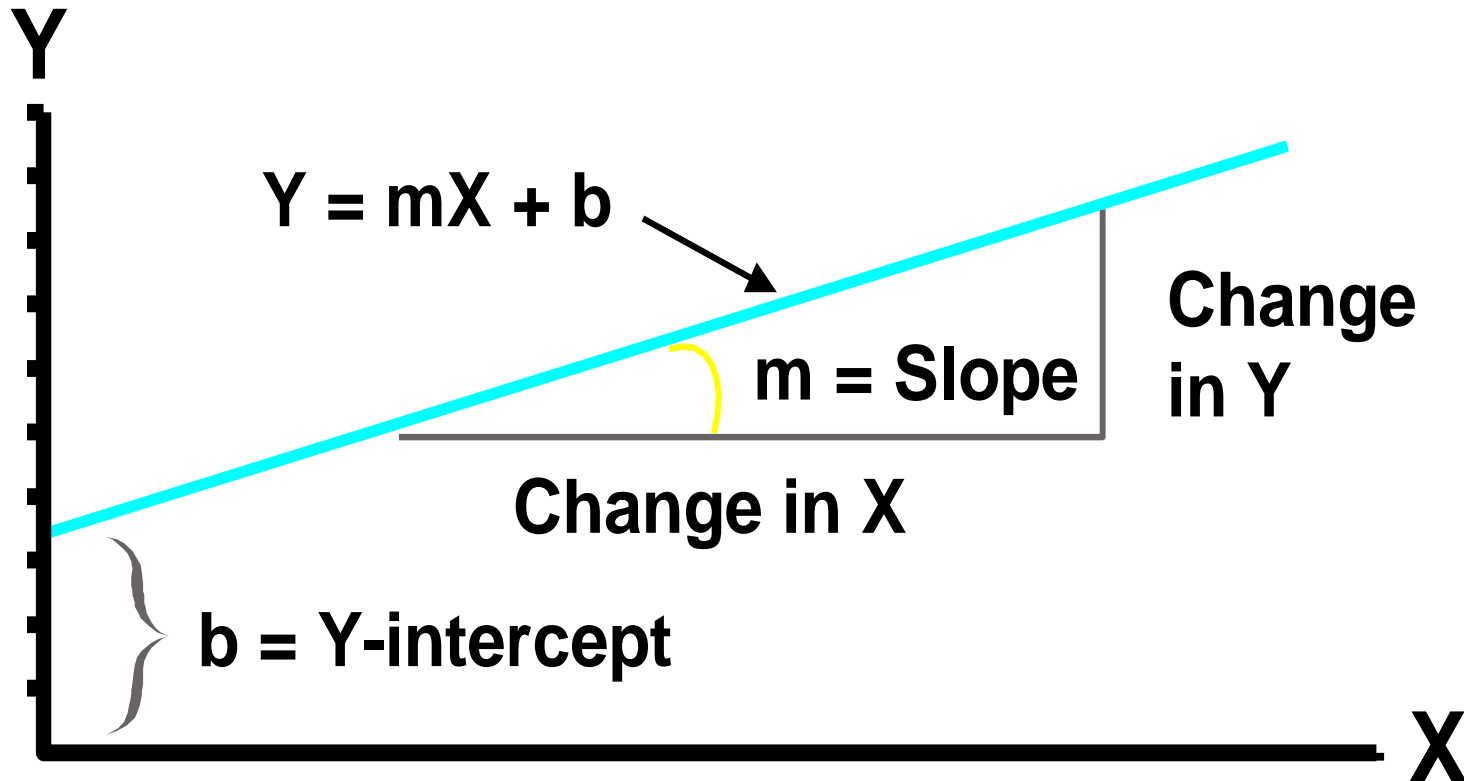 Y
Y = mX + b
Change
in Y
m = Slope
Change in X
b = Y-intercept
X